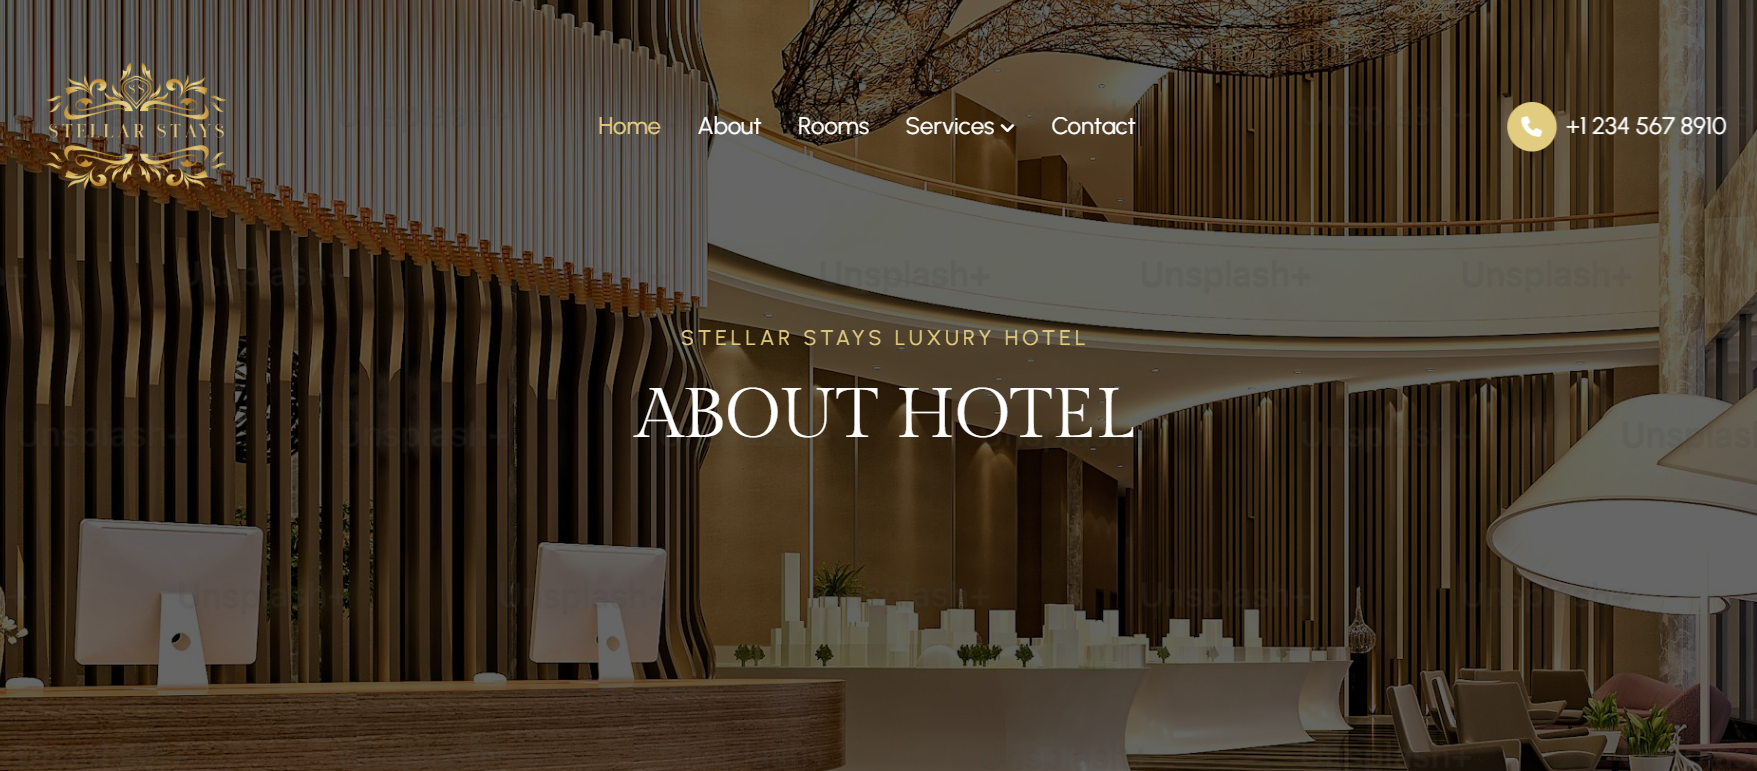 STELLAR STAYS
Home About Rooms Services Contact
+1 234 567 8910
Unsplash+ Unsplash+ Unsplash+
STELLAR STAYS LUXURY HOTEL
ABOUT HOTEL